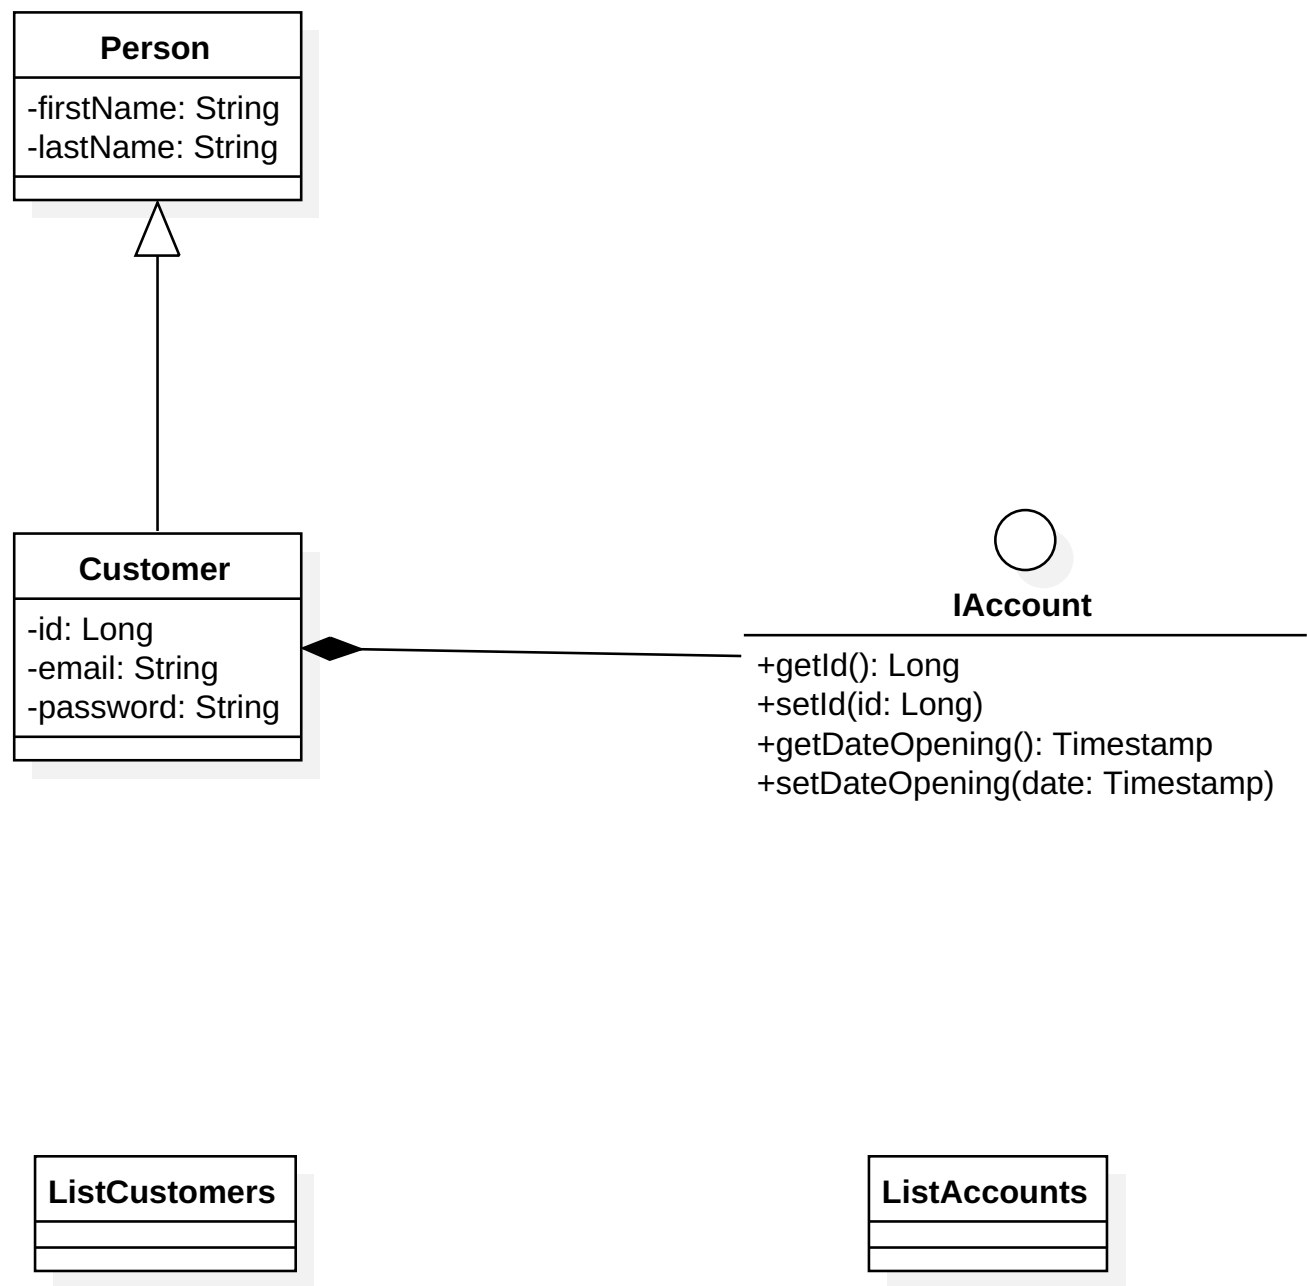 Person
-firstName: String
-lastName: String
Customer
-id: Long
-email: String
-password: String
IAccount
+getId(): Long
+setId(id: Long)
+getDateOpening(): Timestamp
+setDateOpening(date: Timestamp)
ListCustomers
ListAccounts